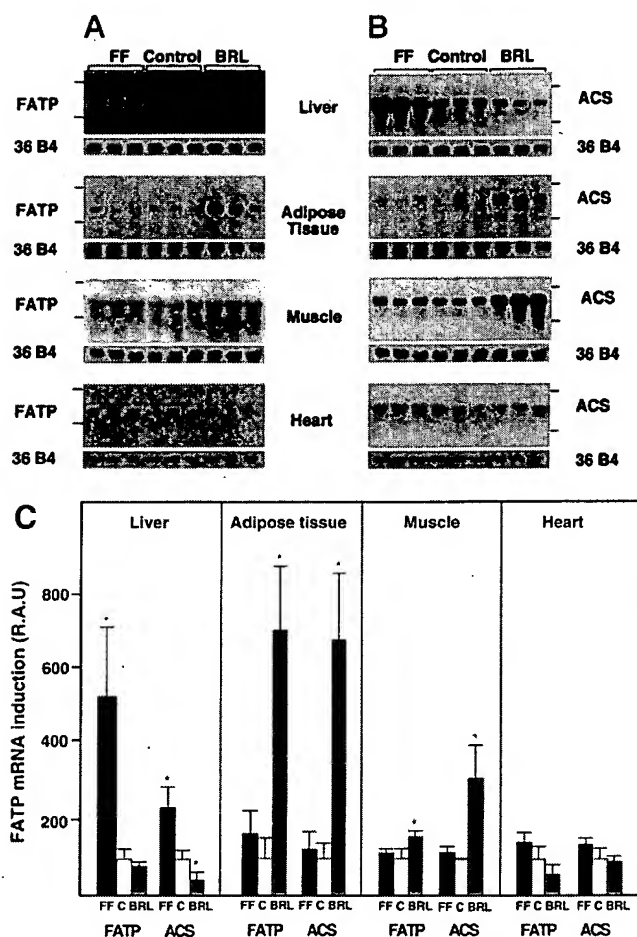 A
B
FF Control BRL
FF Control BRL
FATP
Liver
ACS
36 B4
36 B4
FATP
Adipose
Tissue
ACS
36 B4
36 B4
FATP
Muscle
ACS
36 B4
36 B4
FATP
Heart
ACS
36 B4
36 B4
C
Liver
Adipose tissue
Muscle
Heart
FATP mRNA induction (R.A.U)
800
600
400
200
* * * * * * *
FF C BRL FF C BRL FF C BRL FF C BRL FF C BRL FF C BRL FF C BRL FF C BRL
FATP ACS FATP ACS FATP ACS FATP ACS